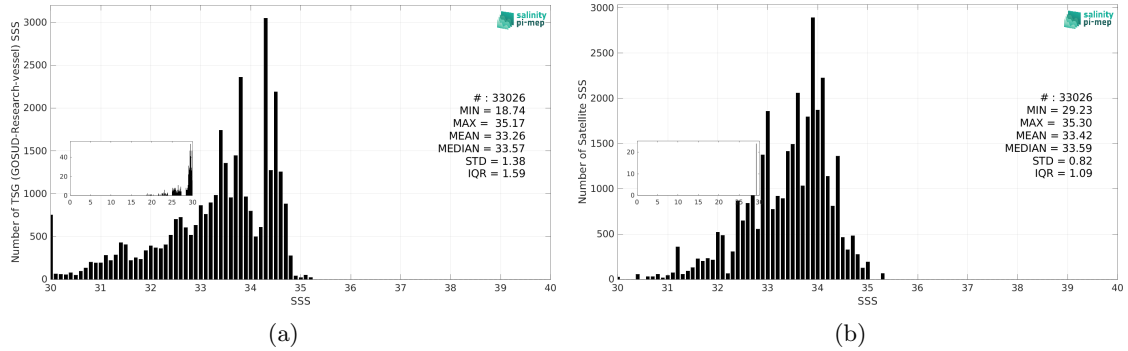 Number of TSG (GOSUD-Research-vessel) SSS
3000
2500
2000
1500
1000
500
0
salinity
pi-mep
# : 33026
MIN = 18.74
MAX = 35.17
MEAN = 33.26
MEDIAN = 33.57
STD = 1.38
IQR = 1.59
40
20
0
0 5 10 15 20 25 30
30 31 32 33 34 35 36 37 38 39 40
SSS
(a)
Number of Satellite SSS
3000
2500
2000
1500
1000
500
0
salinity
pi-mep
# : 33026
MIN = 29.23
MAX = 35.30
MEAN = 33.42
MEDIAN = 33.59
STD = 0.82
IQR = 1.09
20
10
0
0 5 10 15 20 25 30
30 31 32 33 34 35 36 37 38 39 40
SSS
(b)